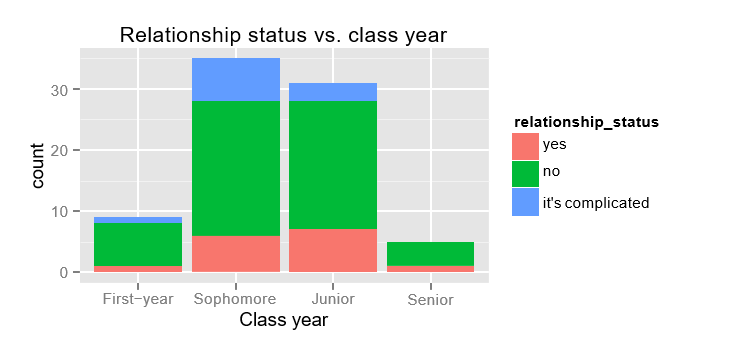 Relationship status vs. class year
30
20
10
0
count
First−year Sophomore Junior Senior
Class year
relationship_status
yes
no
it's complicated